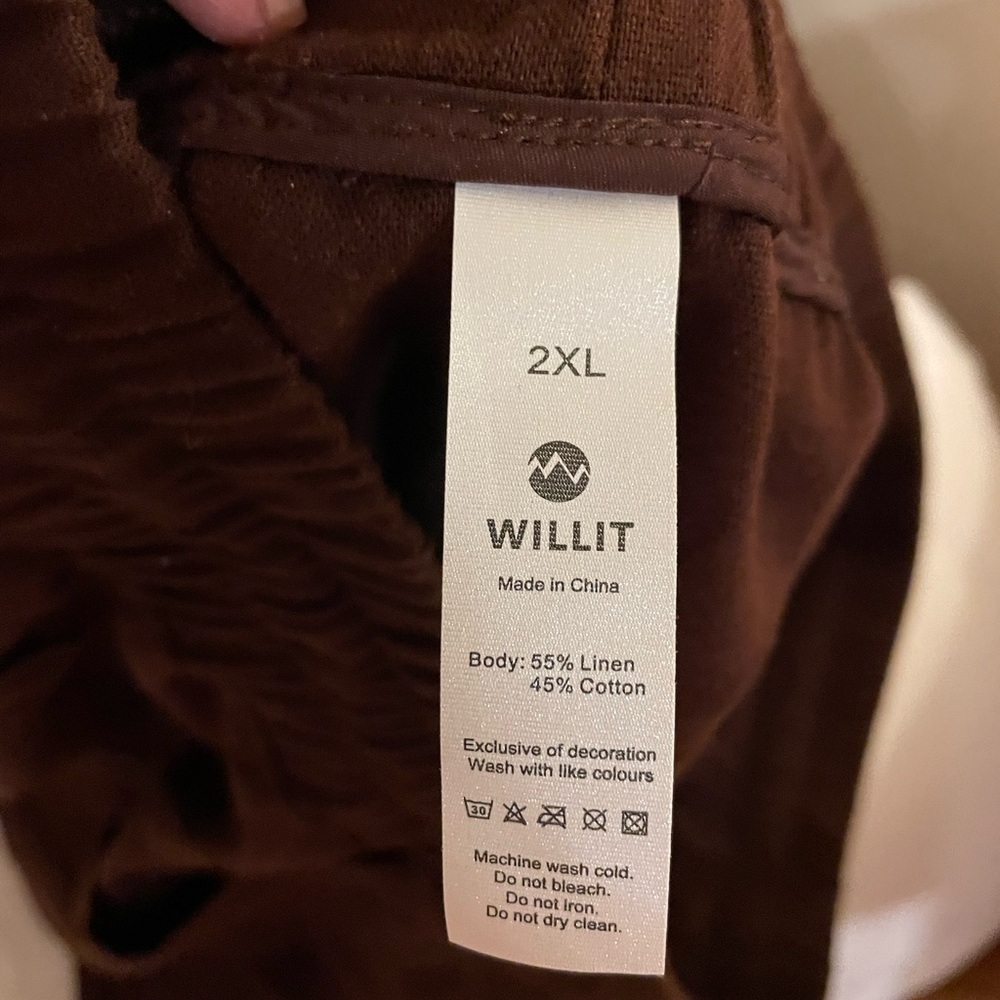 2XL
WILLIT
Made in China
Body: 55% Linen
45% Cotton
Exclusive of decoration
Wash with like colours
30
Machine wash cold.
Do not bleach.
Do not iron.
Do not dry clean.